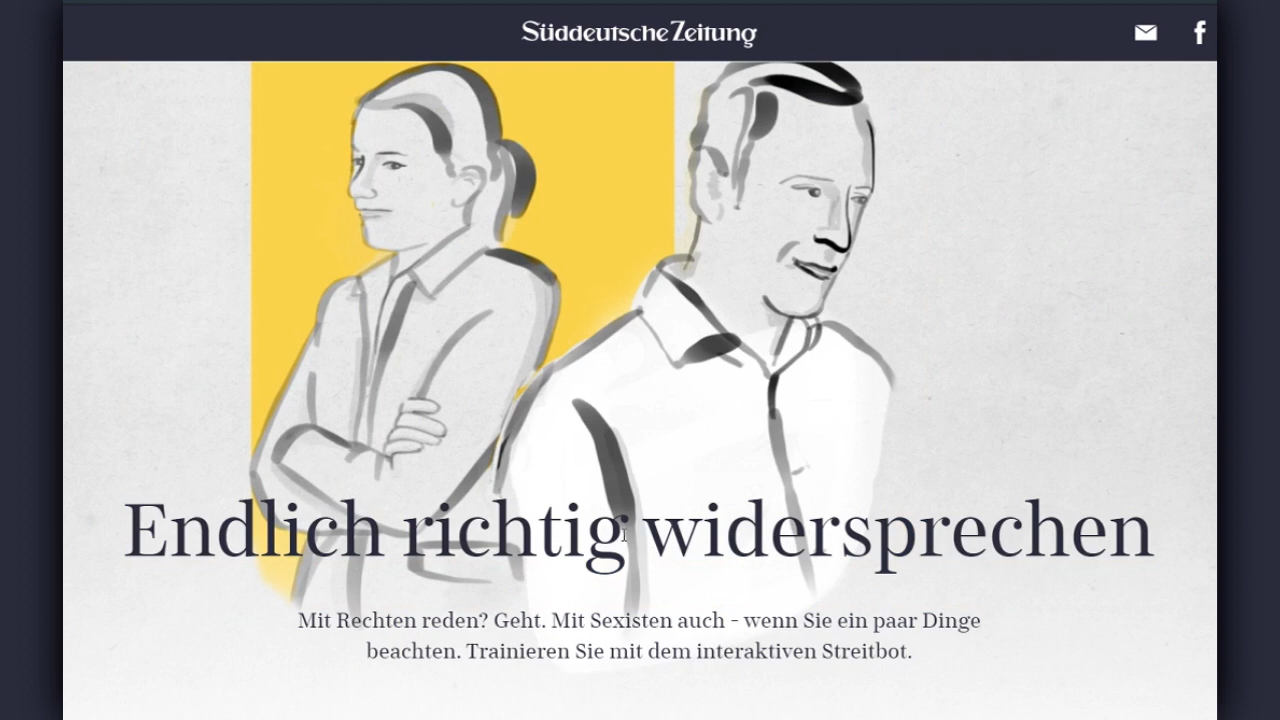 Süddeutsche Zeitung
Endlich richtig widersprechen
Mit Rechten reden? Geht. Mit Sexisten auch - wenn Sie ein paar Dinge
beachten. Trainieren Sie mit dem interaktiven Streitbot.